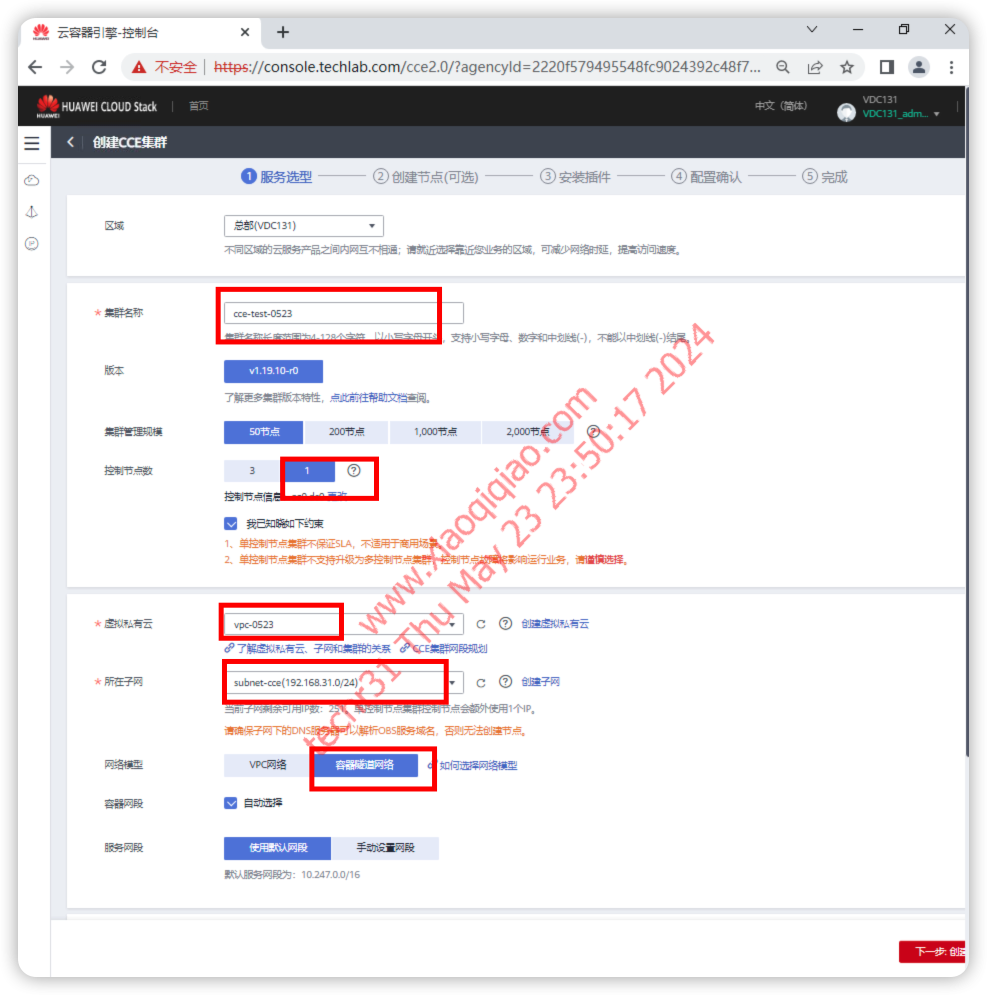 云容器引擎-控制台
不安全 | https://console.techlab.com/cce2.0/?agencyId=2220f579495548fc9024392c48f7...
HUAWEI
HUAWEI CLOUD Stack | 首页
中文（简体）
VDC131
VDC131_adm...
创建CCE集群
1 服务选型
2 创建节点(可选)
3 安装插件
4 配置确认
5 完成
区域
总部(VDC131)
不同区域的云服务产品之间内网互不相通；请就近选择靠近您业务的区域，可减少网络时延，提高访问速度。
* 集群名称
cce-test-0523
集群名称长度范围为4-128个字符，以小写字母开头，支持小写字母、数字和中划线(-)，不能以中划线(-)结尾。
版本
v1.19.10-r0
了解更多集群版本特性，点此前往帮助文档查阅。
集群管理规模
50节点
200节点
1,000节点
2,000节点
控制节点数
3
1
控制节点信息
更改
我已知晓如下约束
1、单控制节点集群不保证SLA，不适用于商用场景。
2、单控制节点集群不支持升级为多控制节点集群，控制节点故障将影响运行业务，请谨慎选择。
* 虚拟私有云
vpc-0523
创建虚拟私有云
了解虚拟私有云、子网和集群的关系
CCE集群网段规划
* 所在子网
subnet-cce(192.168.31.0/24)
创建子网
当前子网剩余可用IP数：251，单控制节点集群控制节点会额外使用1个IP。
请确保子网下的DNS服务器可以解析OBS服务域名，否则无法创建节点。
网络模型
VPC网络
容器隧道网络
如何选择网络模型
容器网段
自动选择
服务网段
使用默认网段
手动设置网段
默认服务网段为：10.247.0.0/16
下一步: 创建
www.xiaoqiqiao.com
techr31 Thu May 23 23:50:17 2024